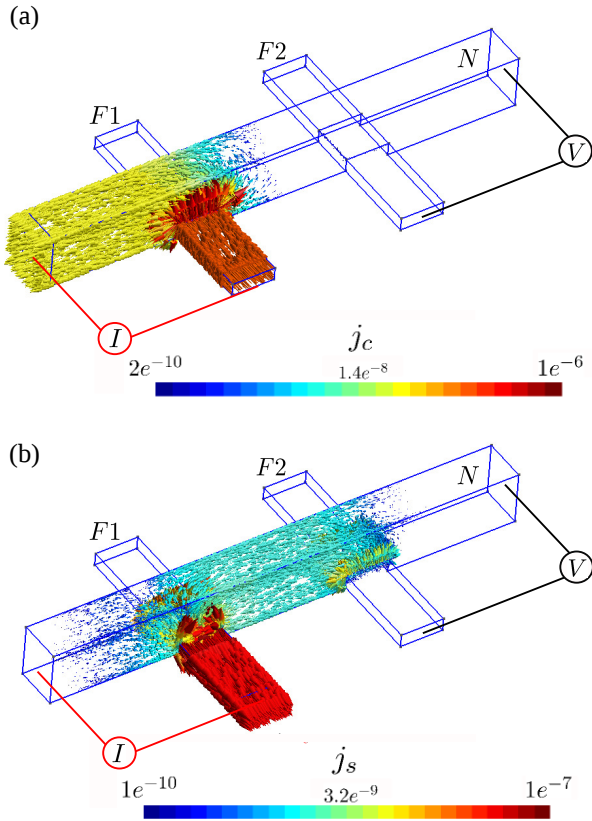 (a)
F2
N
F1
V
I
j_c
2e^{-10} 1.4e^{-8} 1e^{-6}
(b)
F2
N
F1
V
I
j_s
1e^{-10} 3.2e^{-9} 1e^{-7}